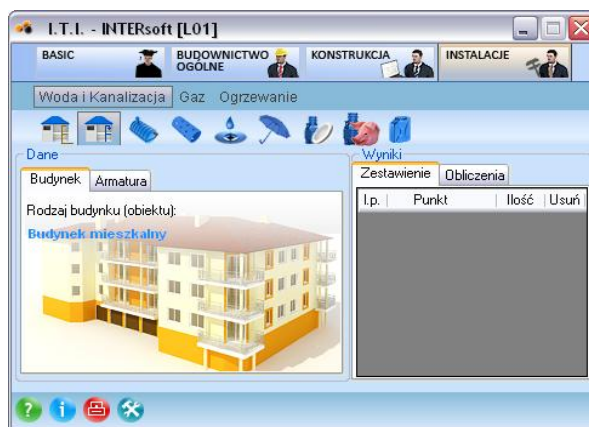 I.T.I. - INTERsoft [L01]
BASIC
BUDOWNICTWO OGÓLNE
KONSTRUKCJA
INSTALACJE
Woda i Kanalizacja Gaz Ogrzewanie
Dane
Wyniki
Budynek Armatura
Zestawienie Obliczenia
Rodzaj budynku (obiektu):
Budynek mieszkalny
l.p. Punkt Ilość Usuń